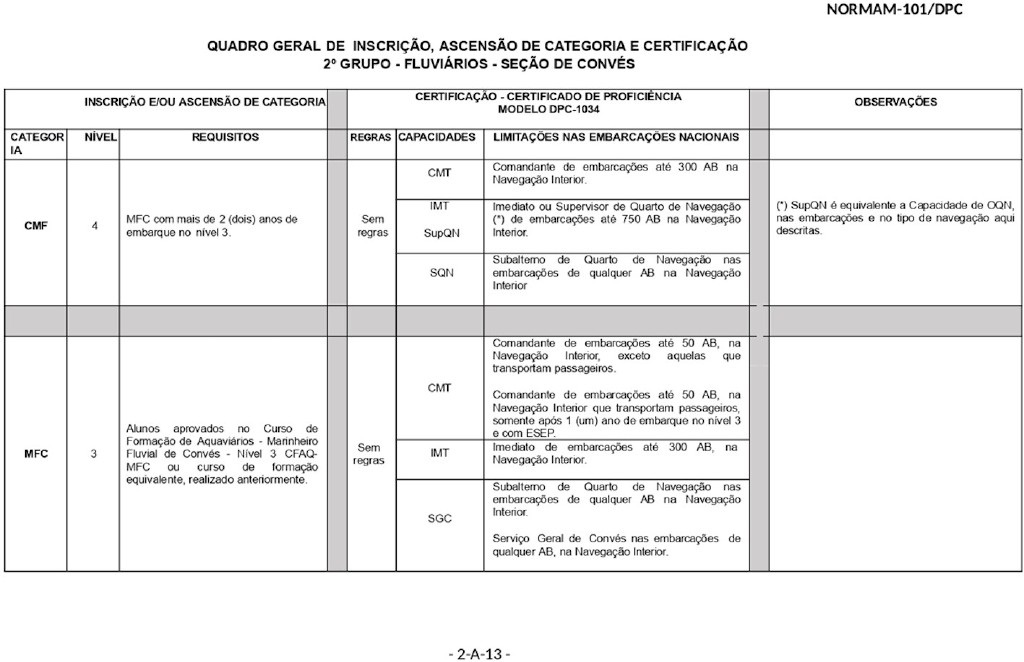 NORMAM-101/DPC
QUADRO GERAL DE INSCRIÇÃO, ASCENSÃO DE CATEGORIA E CERTIFICAÇÃO
2º GRUPO - FLUVIÁRIOS - SEÇÃO DE CONVÉS
INSCRIÇÃO E/OU ASCENSÃO DE CATEGORIA
CERTIFICAÇÃO - CERTIFICADO DE PROFICIÊNCIA
MODELO DPC-1034
OBSERVAÇÕES
CATEGOR
IA
NÍVEL
REQUISITOS
REGRAS
CAPACIDADES
LIMITAÇÕES NAS EMBARCAÇÕES NACIONAIS
CMF
4
MFC com mais de 2 (dois) anos de
embarque no nível 3.
Sem
regras
CMT
Comandante de embarcações até 300 AB na
Navegação Interior.
IMT
SupQN
Imediato ou Supervisor de Quarto de Navegação
(*) de embarcações até 750 AB na Navegação
Interior.
SQN
Subalterno de Quarto de Navegação nas
embarcações de qualquer AB na Navegação
Interior
(*) SupQN é equivalente a Capacidade de OQN,
nas embarcações e no tipo de navegação aqui
descritas.
MFC
3
Alunos aprovados no Curso de
Formação de Aquaviários - Marinheiro
Fluvial de Convés - Nível 3 CFAQ-
MFC ou curso de formação
equivalente, realizado anteriormente.
Sem
regras
CMT
Comandante de embarcações até 50 AB, na
Navegação Interior, exceto aquelas que
transportam passageiros.
Comandante de embarcações até 50 AB, na
Navegação Interior que transportam passageiros,
somente após 1 (um) ano de embarque no nível 3
e com ESEP.
IMT
Imediato de embarcações até 300 AB, na
Navegação Interior.
SGC
Subalterno de Quarto de Navegação nas
embarcações de qualquer AB na Navegação
Interior.
Serviço Geral de Convés nas embarcações de
qualquer AB, na Navegação Interior.
- 2-A-13 -